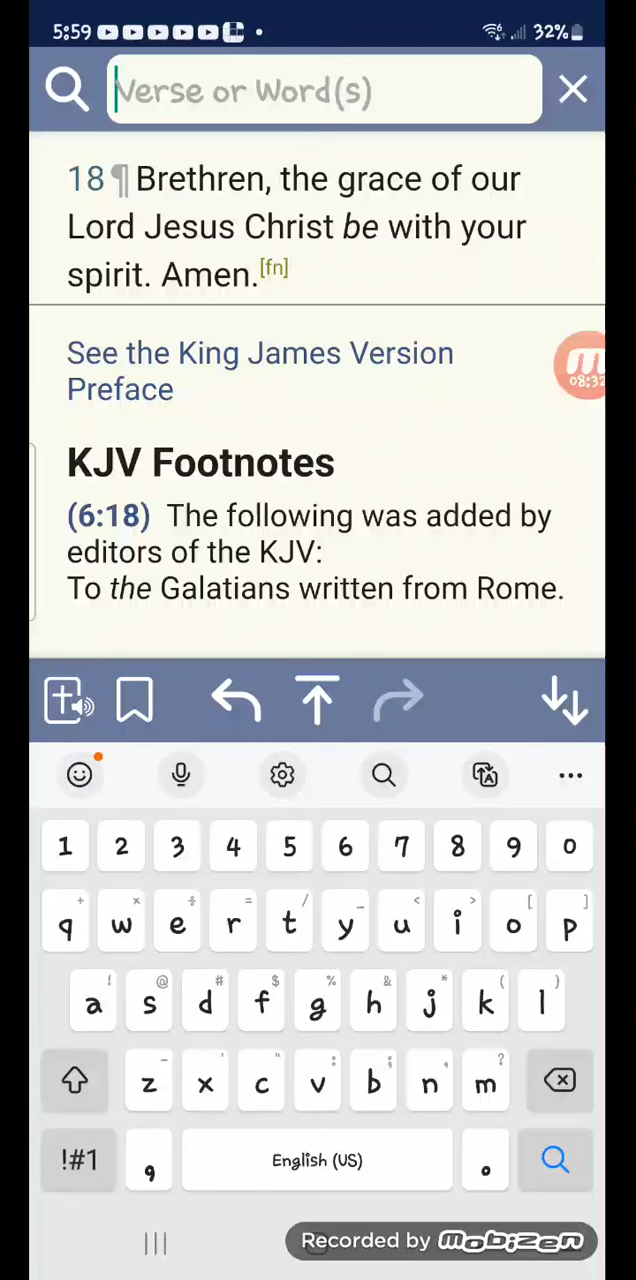 5:59 32%
Verse or Word(s)
18 ¶ Brethren, the grace of our
Lord Jesus Christ be with your
spirit. Amen.[fn]
See the King James Version
Preface
08:32
KJV Footnotes
(6:18) The following was added by
editors of the KJV:
To the Galatians written from Rome.
1 2 3 4 5 6 7 8 9 0
+ × ÷ = / _ < > [ ]
q w e r t y u i o p
! @ # $ % & * ( )
a s d f g h j k l
- ' " : ; , ?
z x c v b n m
!#1 , English (US) .
Recorded by mobizen